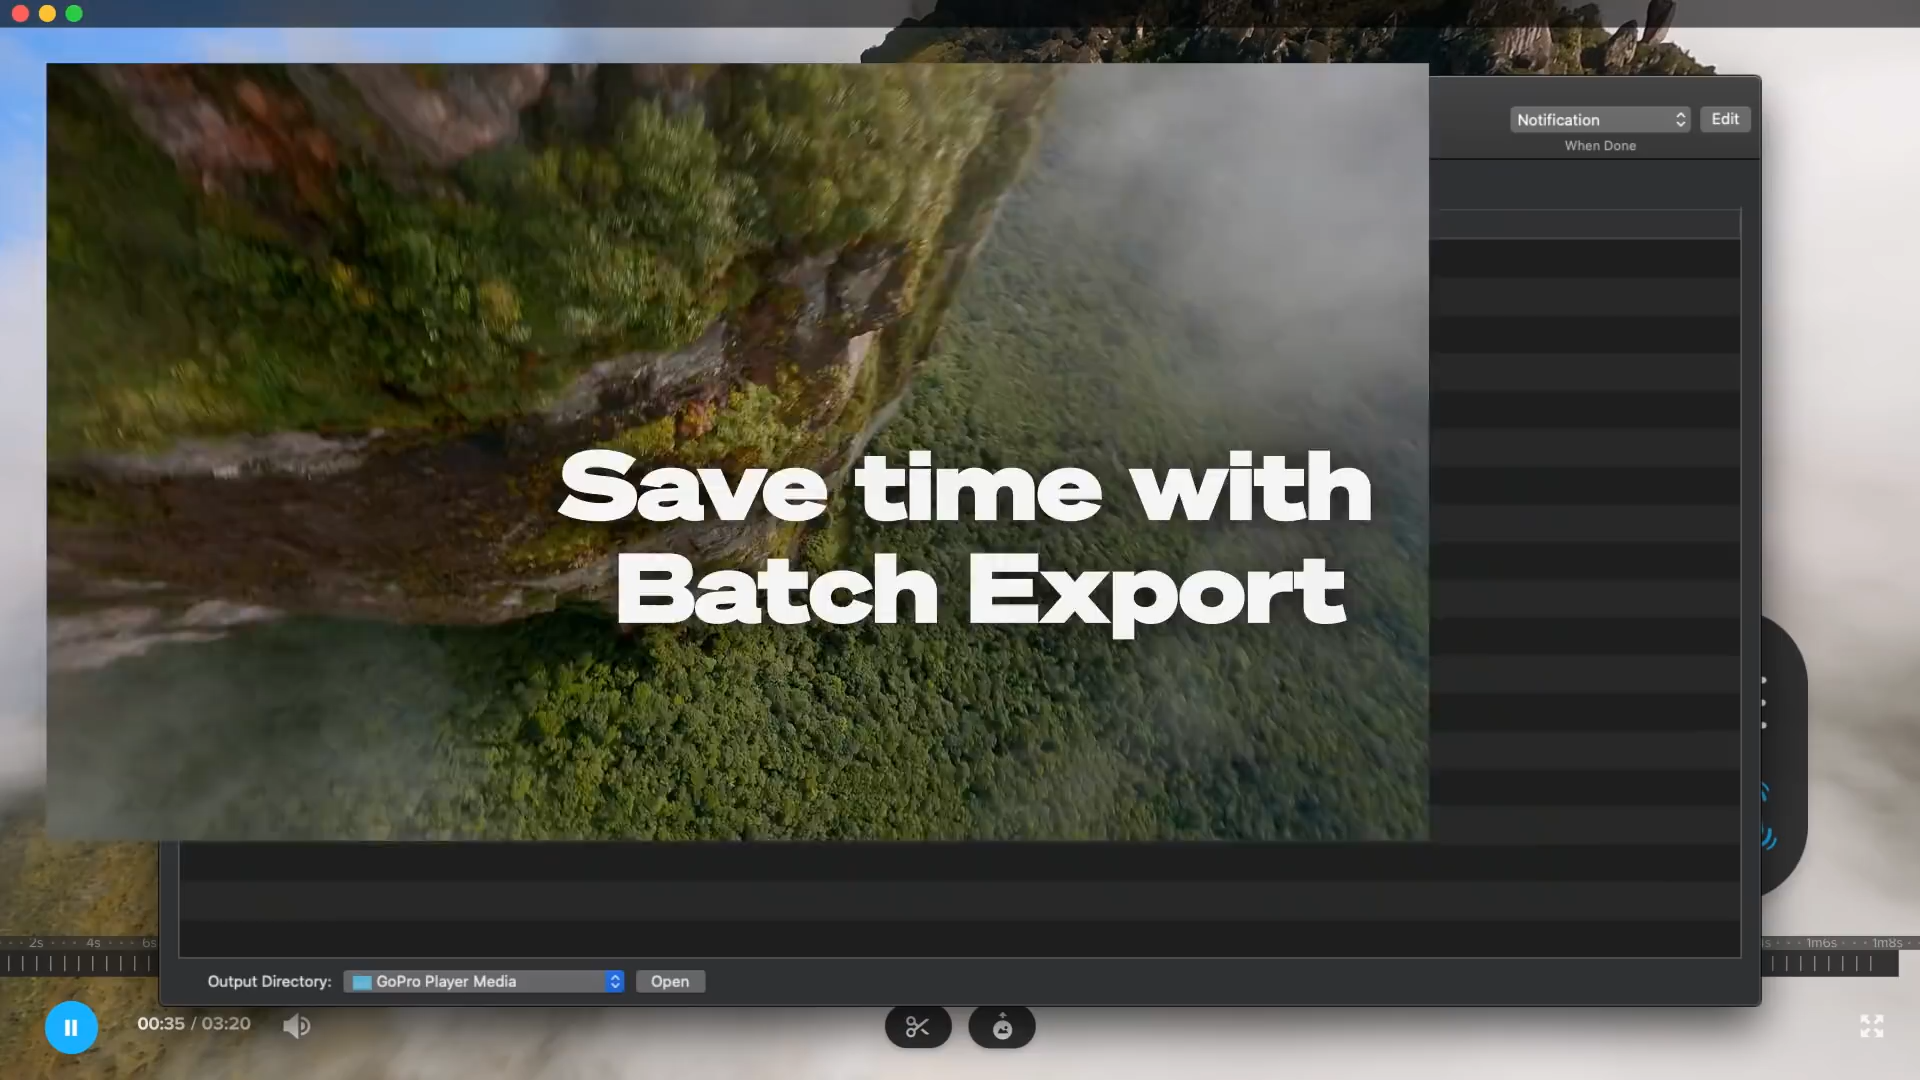 Notification
Edit
When Done
Save time with
Batch Export
2s
4s
6s
1m6s
1m8s
Output Directory:
GoPro Player Media
Open
00:35 / 03:20